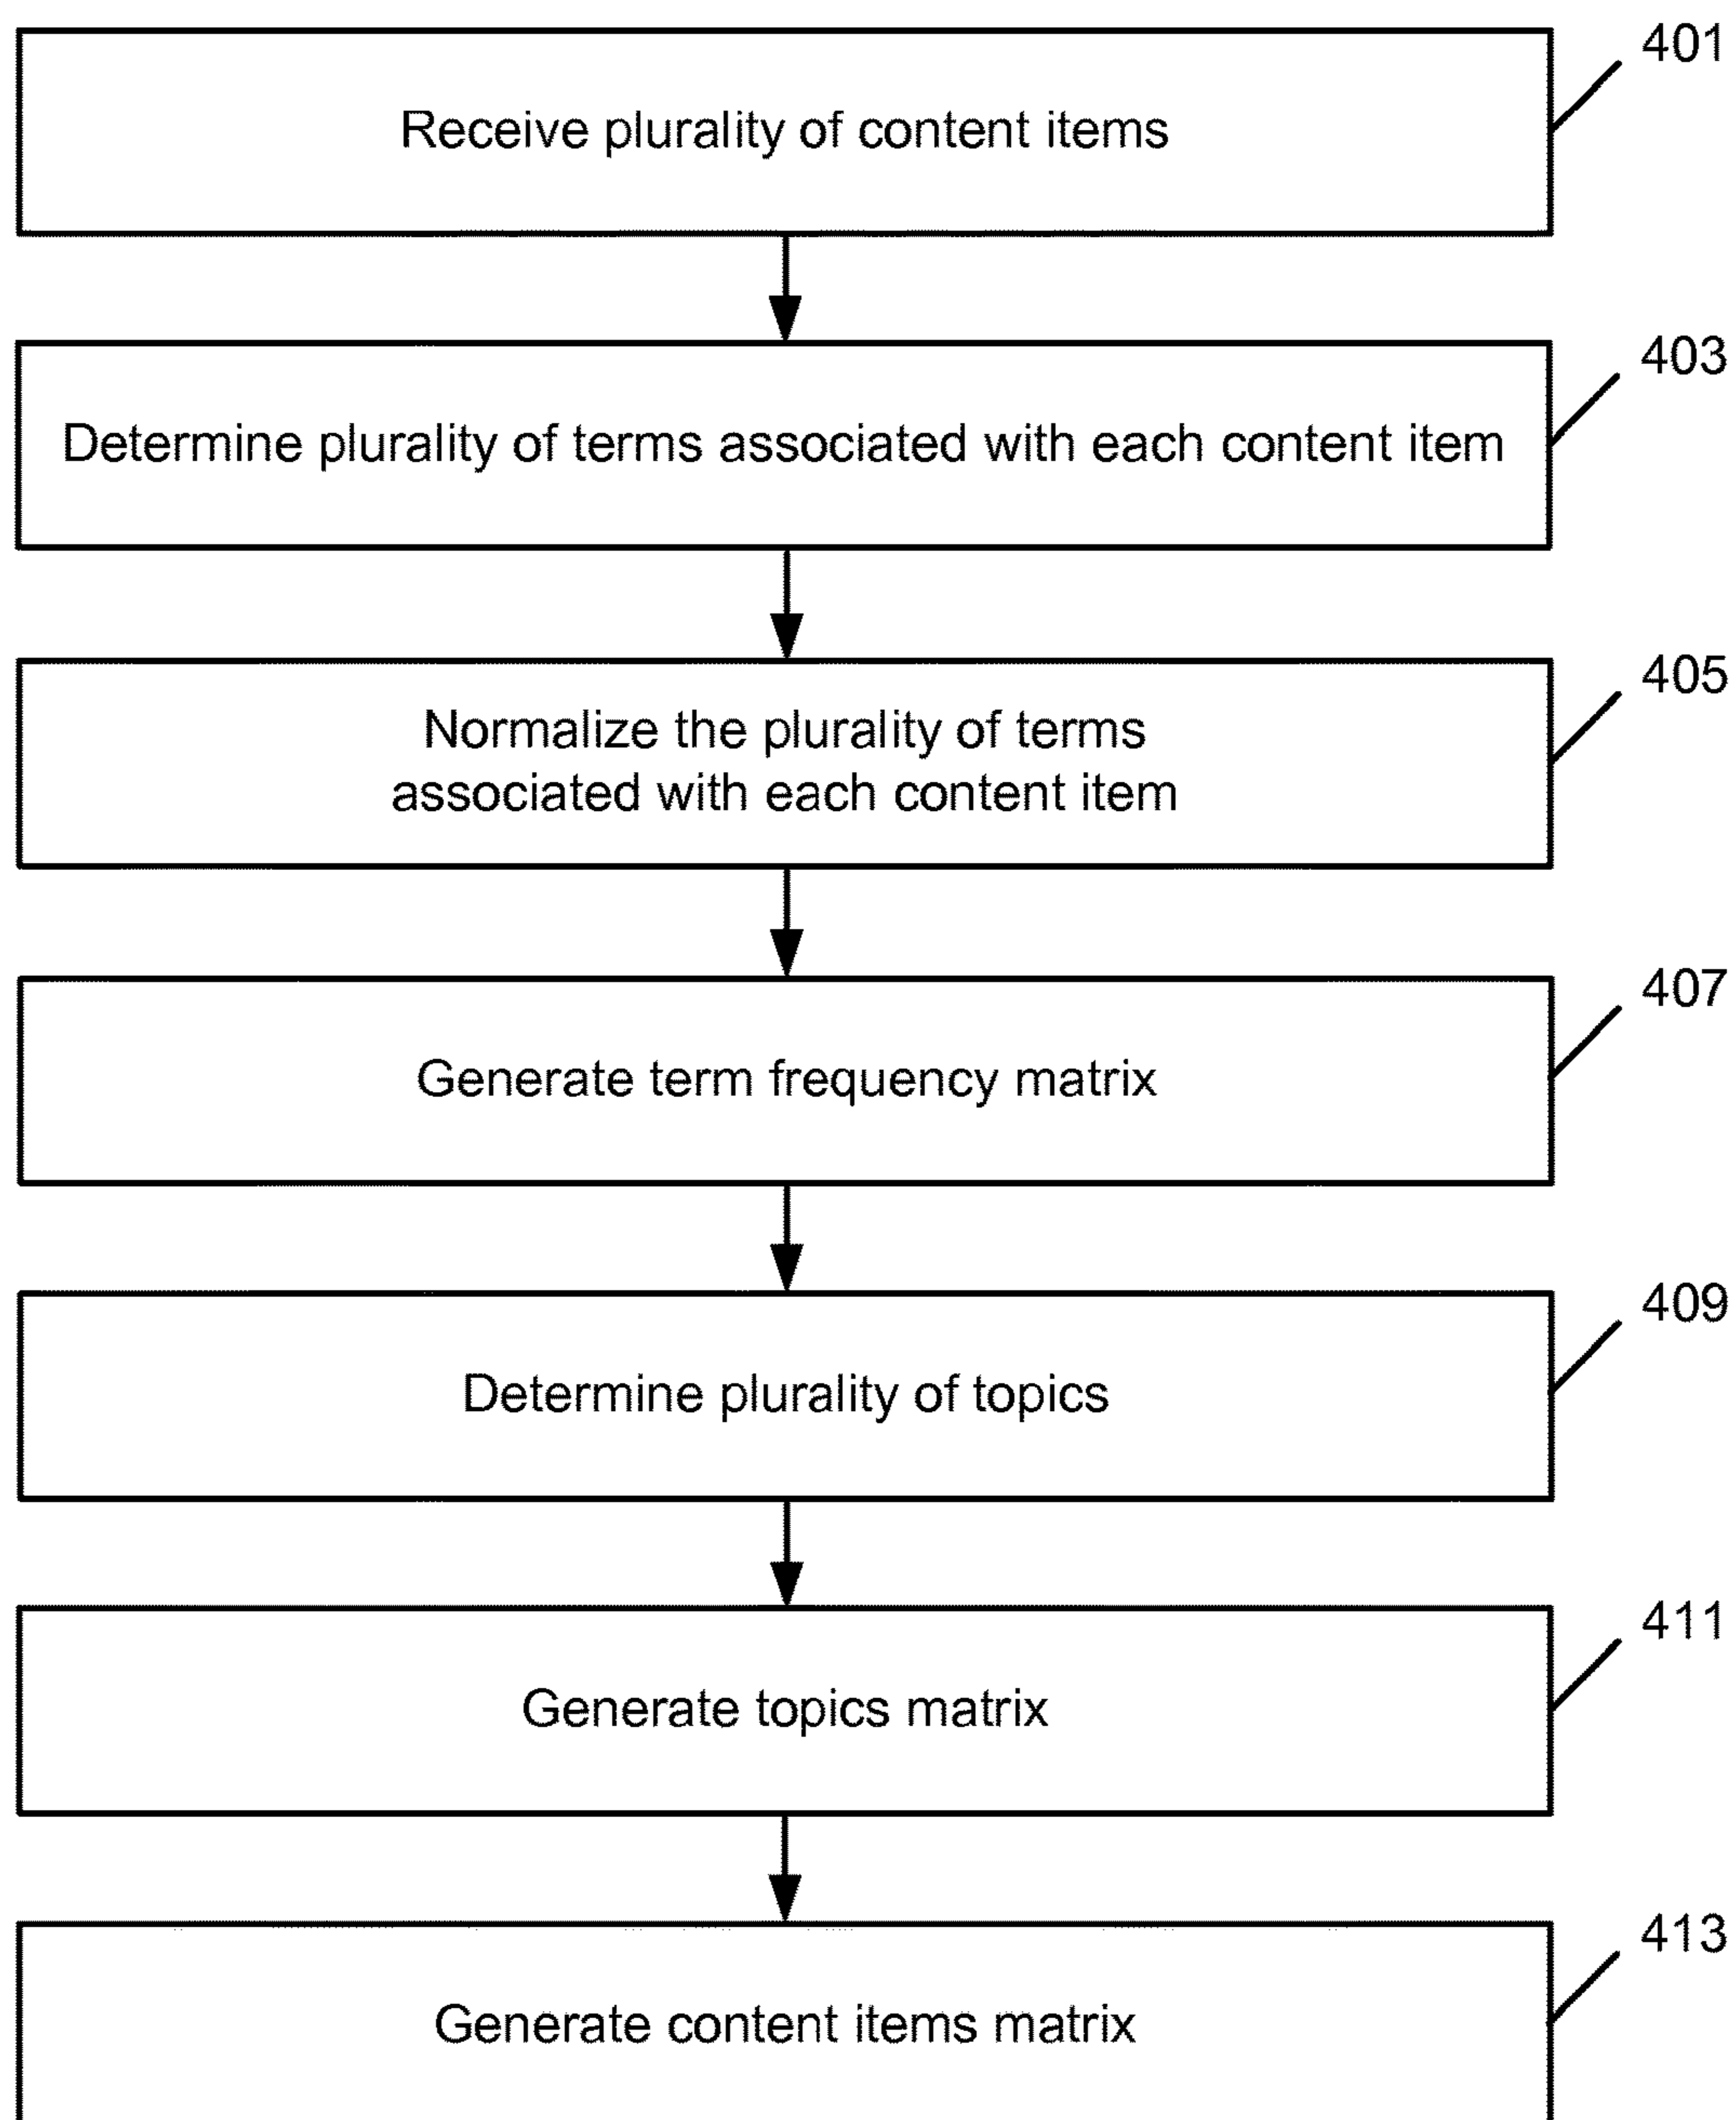 401
Receive plurality of content items
403
Determine plurality of terms associated with each content item
405
Normalize the plurality of terms
associated with each content item
407
Generate term frequency matrix
409
Determine plurality of topics
411
Generate topics matrix
413
Generate content items matrix